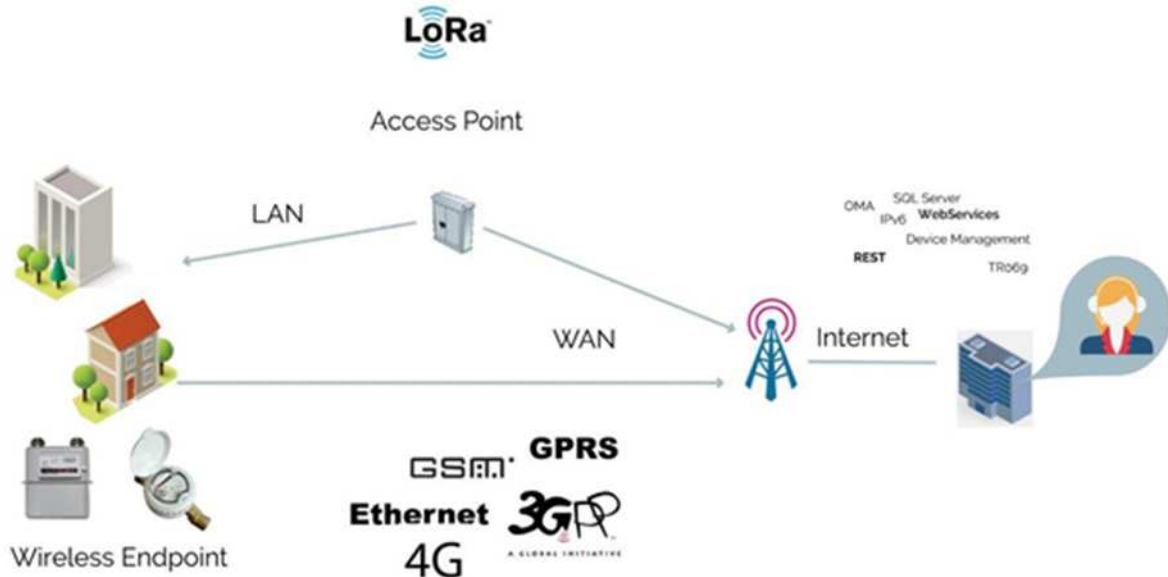 LoRa
Access Point
LAN
SQL Server
OMA
IPv6 WebServices
Device Management
REST
TR069
WAN
Internet
GPRS
GSM
Ethernet
3GPP
A GLOBAL INITIATIVE
4G
Wireless Endpoint